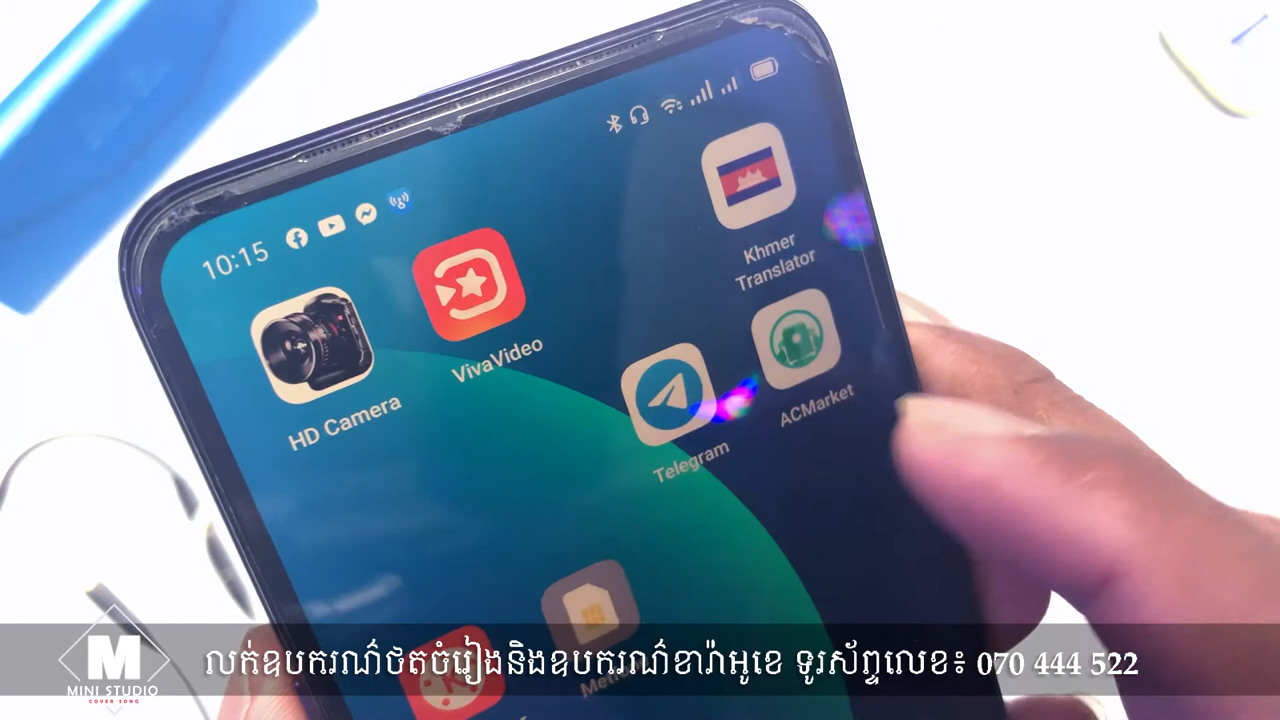 10:15
Khmer
Translator
VivaVideo
HD Camera
ACMarket
Telegram
M
MINI STUDIO
COVER SONG
លក់ឧបករណ៍ថតចំរៀងនិងឧបករណ៍ខារ៉ាអូខេ ទូរស័ព្ទលេខ៖ 070 444 522